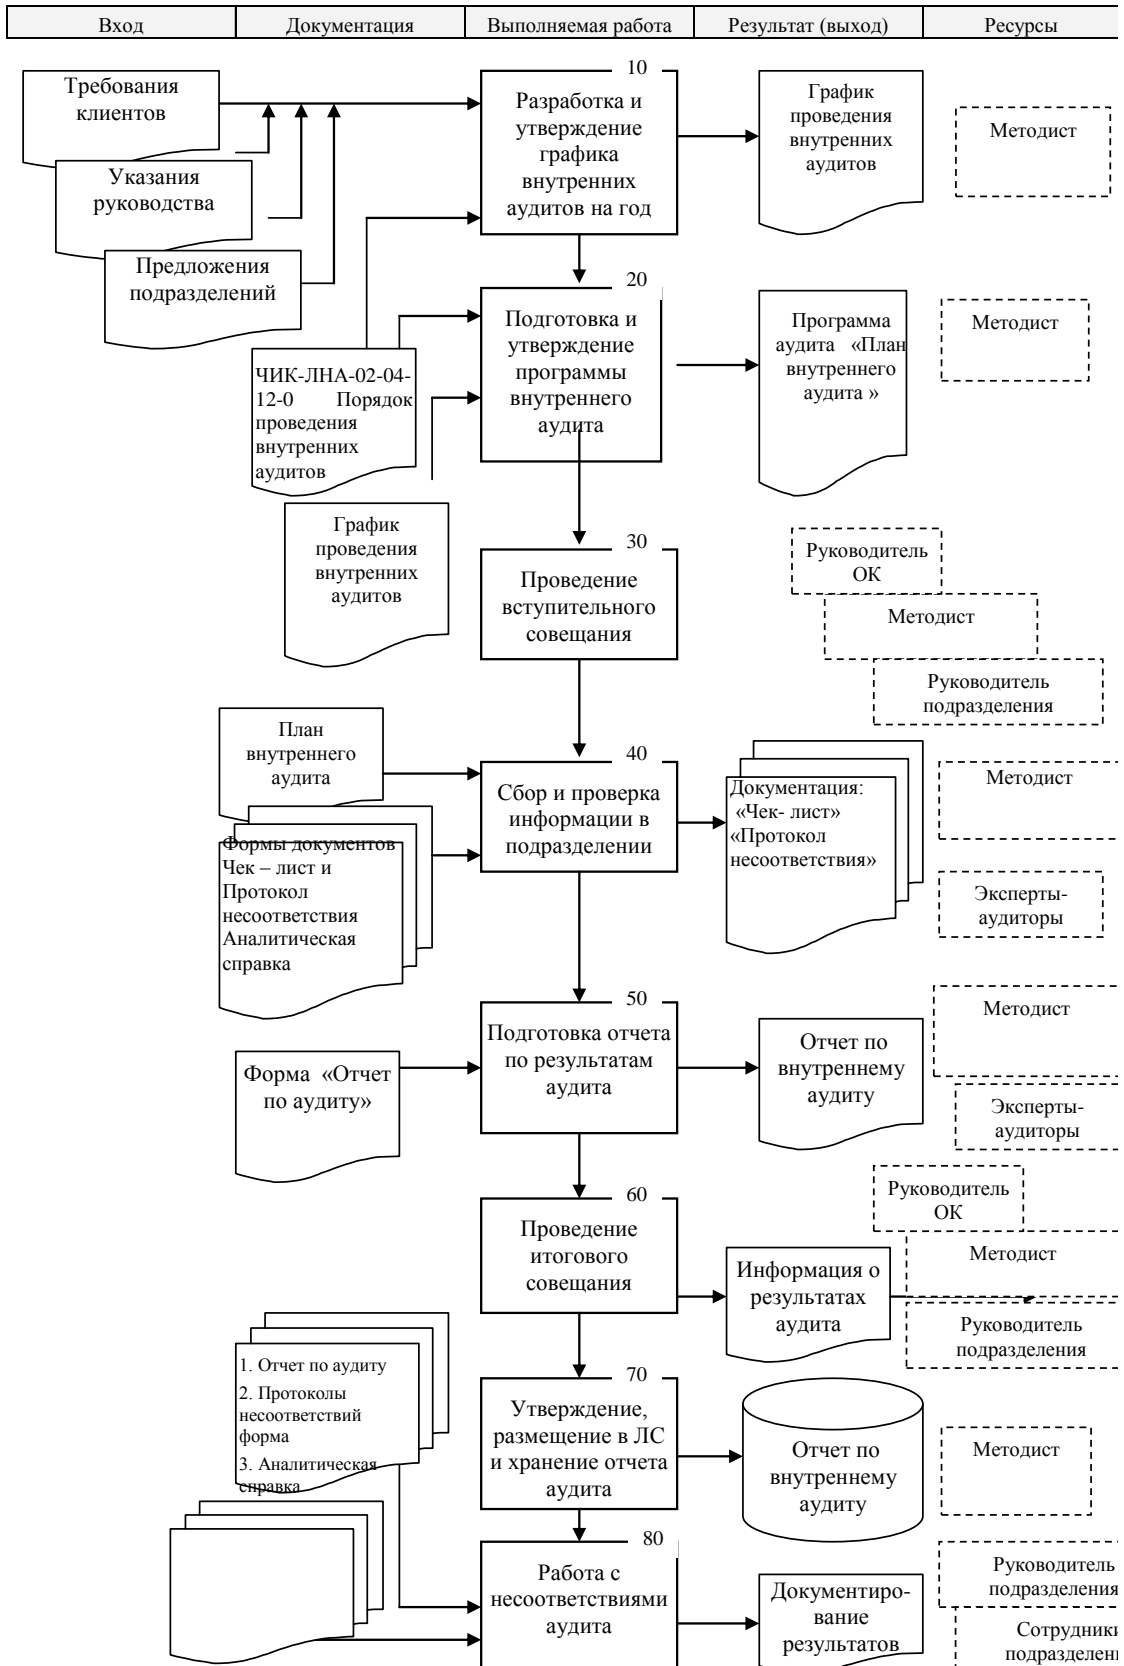 Вход
Документация
Выполняемая работа
Результат (выход)
Ресурсы
10
Требования
клиентов
Указания
руководства
Предложения
подразделений
Разработка и
утверждение
графика
внутренних
аудитов на год
График
проведения
внутренних
аудитов
Методист
20
ЧИК-ЛНА-02-04-
12-0 Порядок
проведения
внутренних
аудитов
Подготовка и
утверждение
программы
внутреннего
аудита
Программа
аудита «План
внутреннего
аудита »
Методист
График
проведения
внутренних
аудитов
30
Проведение
вступительного
совещания
Руководитель
ОК
Методист
Руководитель
подразделения
План
внутреннего
аудита
40
Сбор и проверка
информации в
подразделении
Документация:
«Чек- лист»
«Протокол
несоответствия»
Методист
Эксперты-
аудиторы
Формы документов
Чек – лист и
Протокол
несоответствия
Аналитическая
справка
50
Форма «Отчет
по аудиту»
Подготовка отчета
по результатам
аудита
Отчет по
внутреннему
аудиту
Методист
Эксперты-
аудиторы
60
Проведение
итогового
совещания
Информация о
результатах
аудита
Руководитель
ОК
Методист
Руководитель
подразделения
1. Отчет по аудиту
2. Протоколы
несоответствий
форма
3. Аналитическая
справка
70
Утверждение,
размещение в ЛС
и хранение отчета
аудита
Отчет по
внутреннему
аудиту
Методист
80
Работа с
несоответствиями
аудита
Документиро-
вание
результатов
Руководитель
подразделения
Сотрудники
подразделен